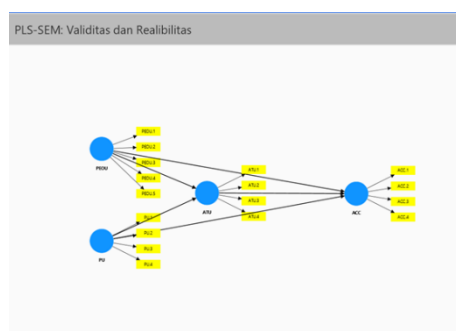 PLS-SEM: Validitas dan Realibilitas
PEOU
PEOU.1
PEOU.2
PEOU.3
PEOU.4
PEOU.5
ATU
ATU.1
ATU.2
ATU.3
ATU.4
ACC
ACC.1
ACC.2
ACC.3
ACC.4
PU
PU.1
PU.2
PU.3
PU.4